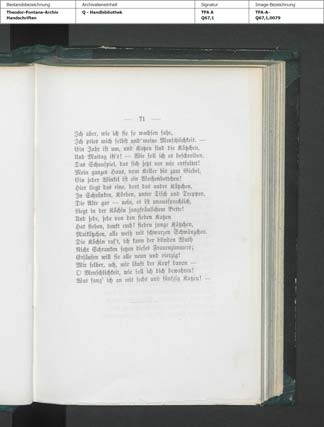 Bestandsbezeichnung
Archivalieneinheit
Signatur
Image-Bezeichnung
Theodor-Fontane-Archiv
Handschriften
Q - Handbibliothek
TFA A
Q67,1
TFA-A-
Q67,1,0079
— 71 —
Ich aber, wie ich sie so wachsen sahe,
Ich pries mich selbst und meine Menschlichkeit. —
Ein Jahr ist um, und Katzen sind die Kätzchen,
Und Maitag ist's! — Wie soll ich es beschreiben,
Das Schauspiel, das sich jetzt vor mir entfaltet!
Mein ganzes Haus, vom Keller bis zum Giebel,
Ein jeder Winkel ist ein Wochenbettchen!
Hier liegt das eine, dort das andre Kätzchen,
In Schränken, Körben, unter Tisch und Treppen,
Die Alte gar — nein, es ist unaussprechlich,
Liegt in der Köchin jungfräulichem Bette!
Und jede, jede von den sieben Katzen
Hat sieben, denkt euch! sieben junge Kätzchen,
Maikätzchen, alle weiß mit schwarzen Schwänzchen.
Die Köchin rast, ich kann der blinden Wuth
Nicht Schranken setzen dieses Frauenzimmers;
Ersäufen will sie alle neun und vierzig!
Mir selber, ach, mir läuft der Kopf davon —
O Menschlichkeit, wie soll ich dich bewahren!
Was fang' ich an mit sechs und fünfzig Katzen! —